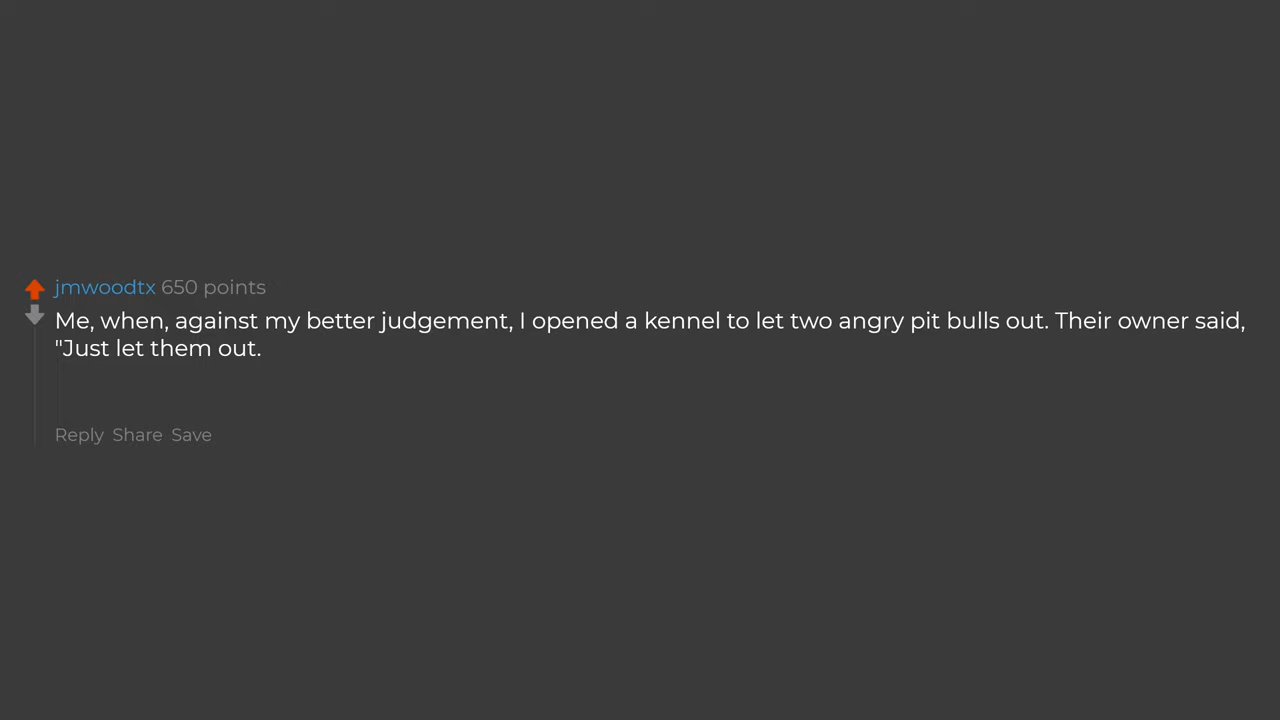 jmwoodtx 650 points
Me, when, against my better judgement, I opened a kennel to let two angry pit bulls out. Their owner said,
"Just let them out.
Reply Share Save